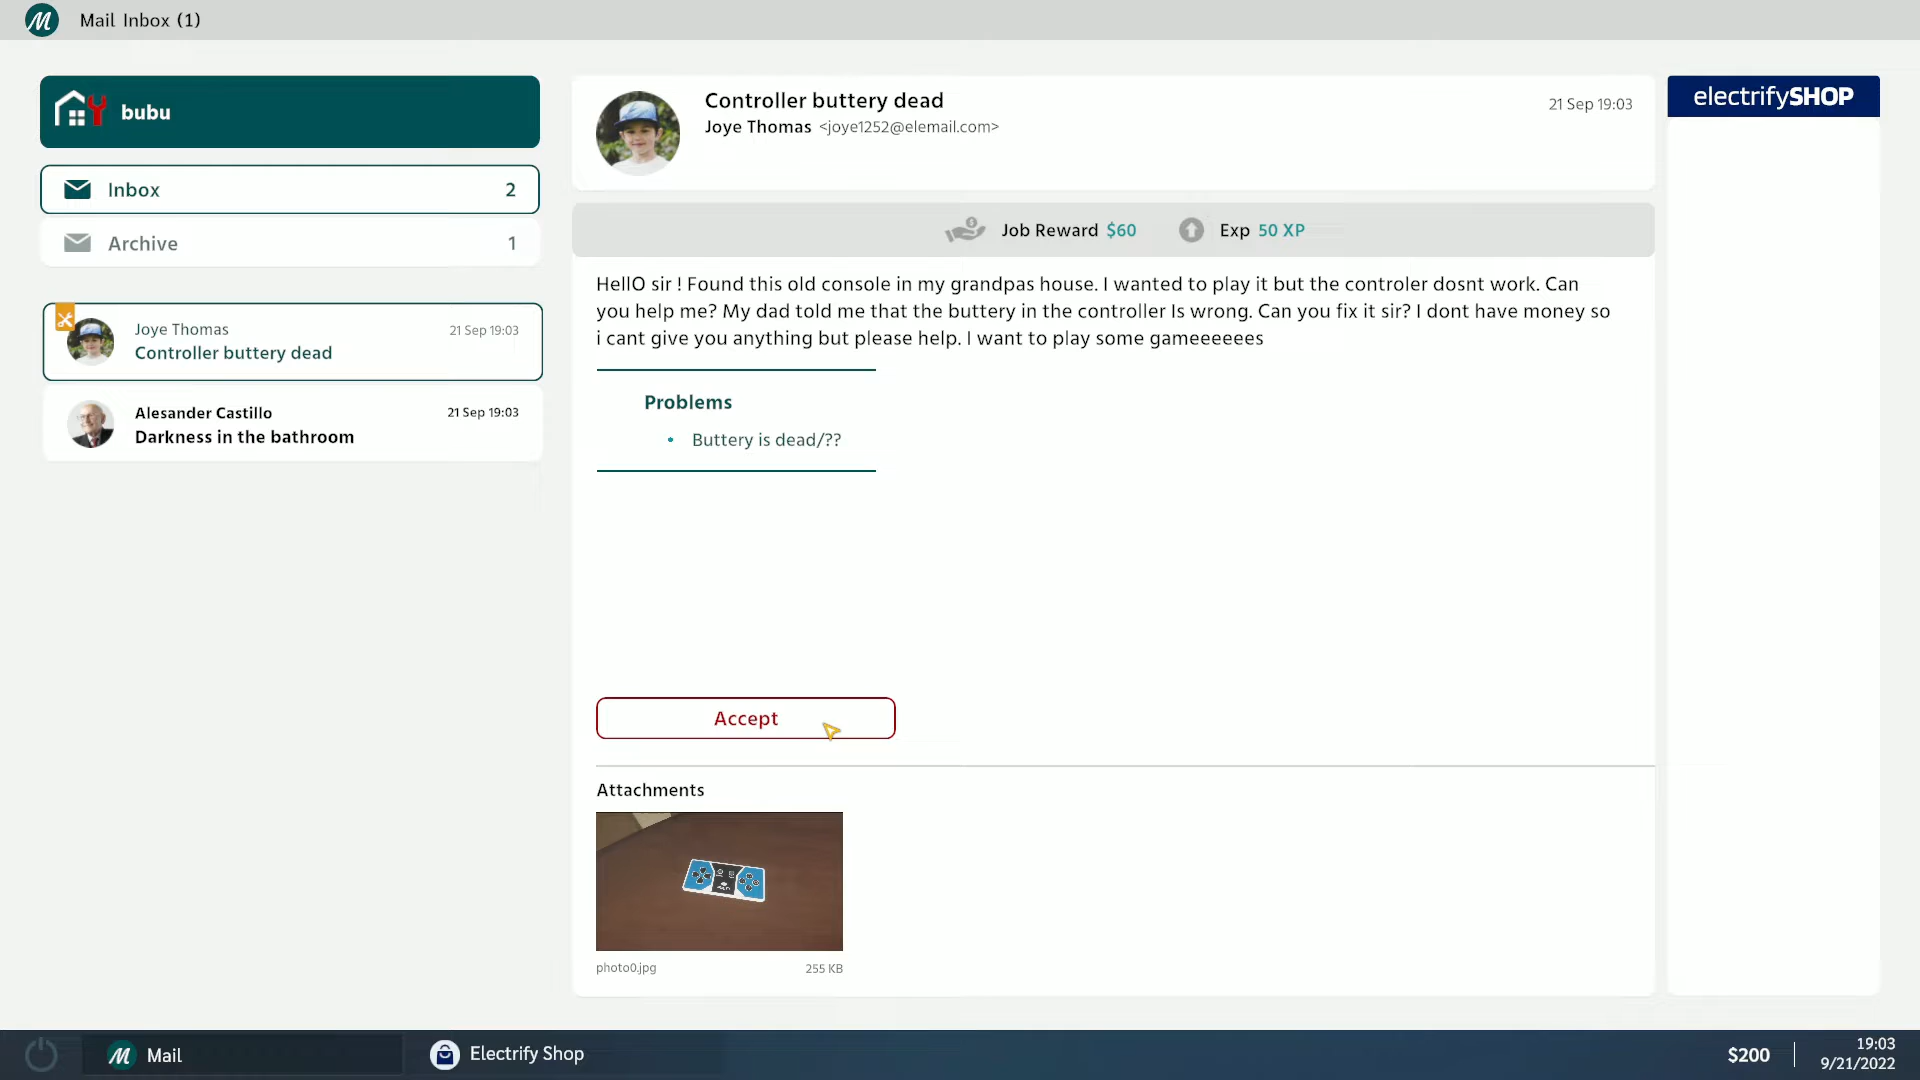 Mail Inbox (1)
bubu
Inbox 2
Archive 1
Joye Thomas 21 Sep 19:03
Controller buttery dead
Alesander Castillo 21 Sep 19:03
Darkness in the bathroom
Controller buttery dead
21 Sep 19:03
Joye Thomas <joye1252@elemail.com>
Job Reward $60 Exp 50 XP
HellO sir ! Found this old console in my grandpas house. I wanted to play it but the controler dosnt work. Can
you help me? My dad told me that the buttery in the controller Is wrong. Can you fix it sir? I dont have money so
i cant give you anything but please help. I want to play some gameeeeees
Problems
• Buttery is dead/??
Accept
Attachments
photo0.jpg 255 KB
electrifySHOP
Mail
Electrify Shop
$200
19:03
9/21/2022